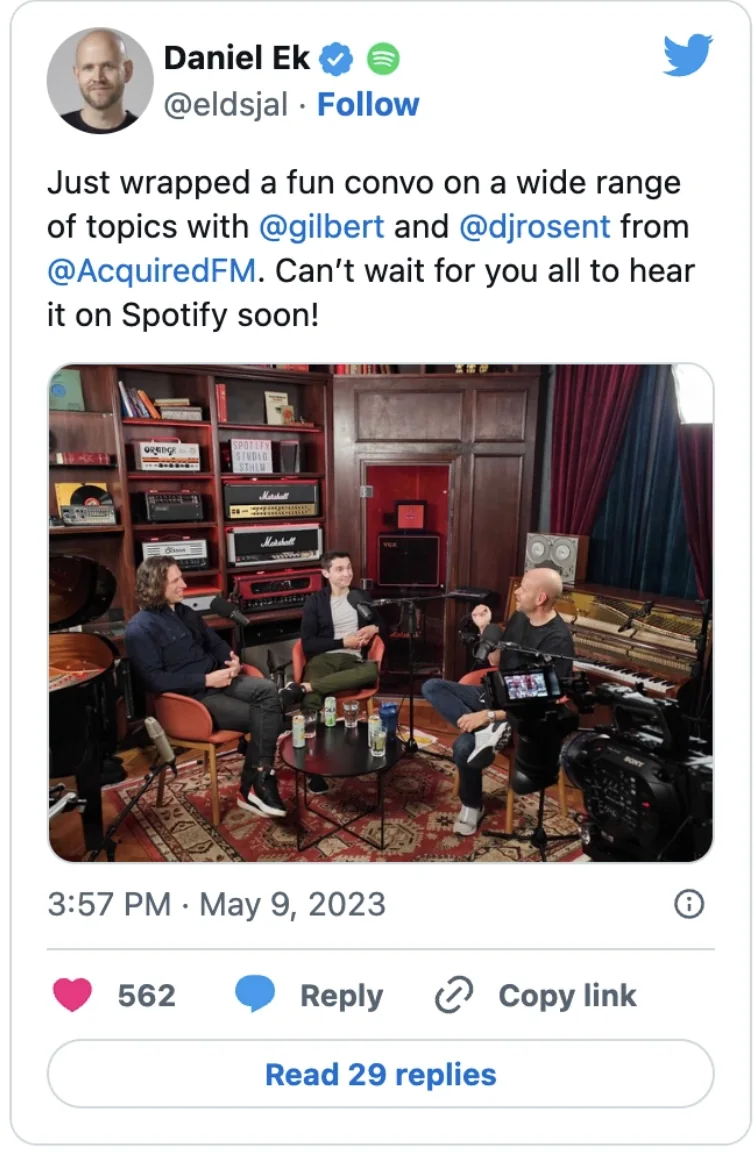 Daniel Ek
@eldsjal · Follow
Just wrapped a fun convo on a wide range
of topics with @gilbert and @djrosent from
@AcquiredFM. Can’t wait for you all to hear
it on Spotify soon!
ORANGE
SPOTIFY
STUDIO
STHLM
Marshall
Marshall
VOX
SONY
3:57 PM · May 9, 2023
562 Reply Copy link
Read 29 replies